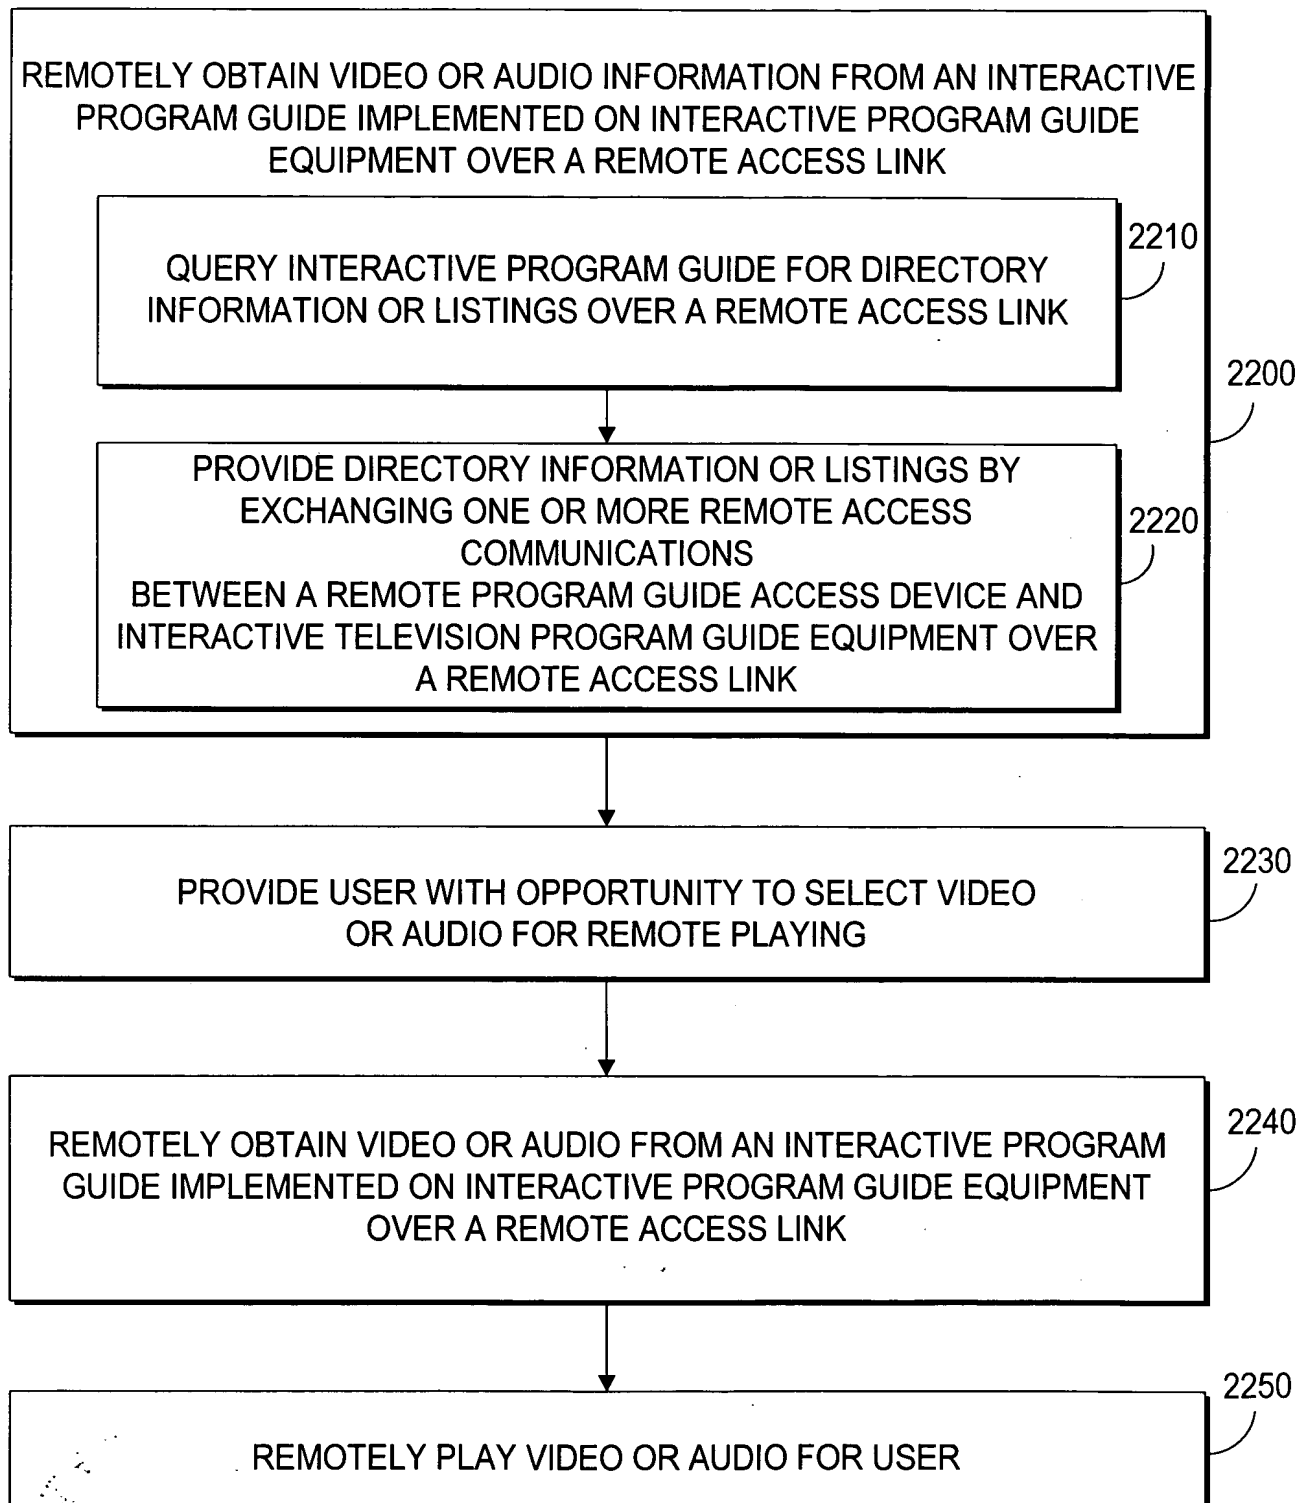 REMOTELY OBTAIN VIDEO OR AUDIO INFORMATION FROM AN INTERACTIVE
PROGRAM GUIDE IMPLEMENTED ON INTERACTIVE PROGRAM GUIDE
EQUIPMENT OVER A REMOTE ACCESS LINK
2210
QUERY INTERACTIVE PROGRAM GUIDE FOR DIRECTORY
INFORMATION OR LISTINGS OVER A REMOTE ACCESS LINK
2200
PROVIDE DIRECTORY INFORMATION OR LISTINGS BY
EXCHANGING ONE OR MORE REMOTE ACCESS
2220
COMMUNICATIONS
BETWEEN A REMOTE PROGRAM GUIDE ACCESS DEVICE AND
INTERACTIVE TELEVISION PROGRAM GUIDE EQUIPMENT OVER
A REMOTE ACCESS LINK
2230
PROVIDE USER WITH OPPORTUNITY TO SELECT VIDEO
OR AUDIO FOR REMOTE PLAYING
2240
REMOTELY OBTAIN VIDEO OR AUDIO FROM AN INTERACTIVE PROGRAM
GUIDE IMPLEMENTED ON INTERACTIVE PROGRAM GUIDE EQUIPMENT
OVER A REMOTE ACCESS LINK
2250
REMOTELY PLAY VIDEO OR AUDIO FOR USER